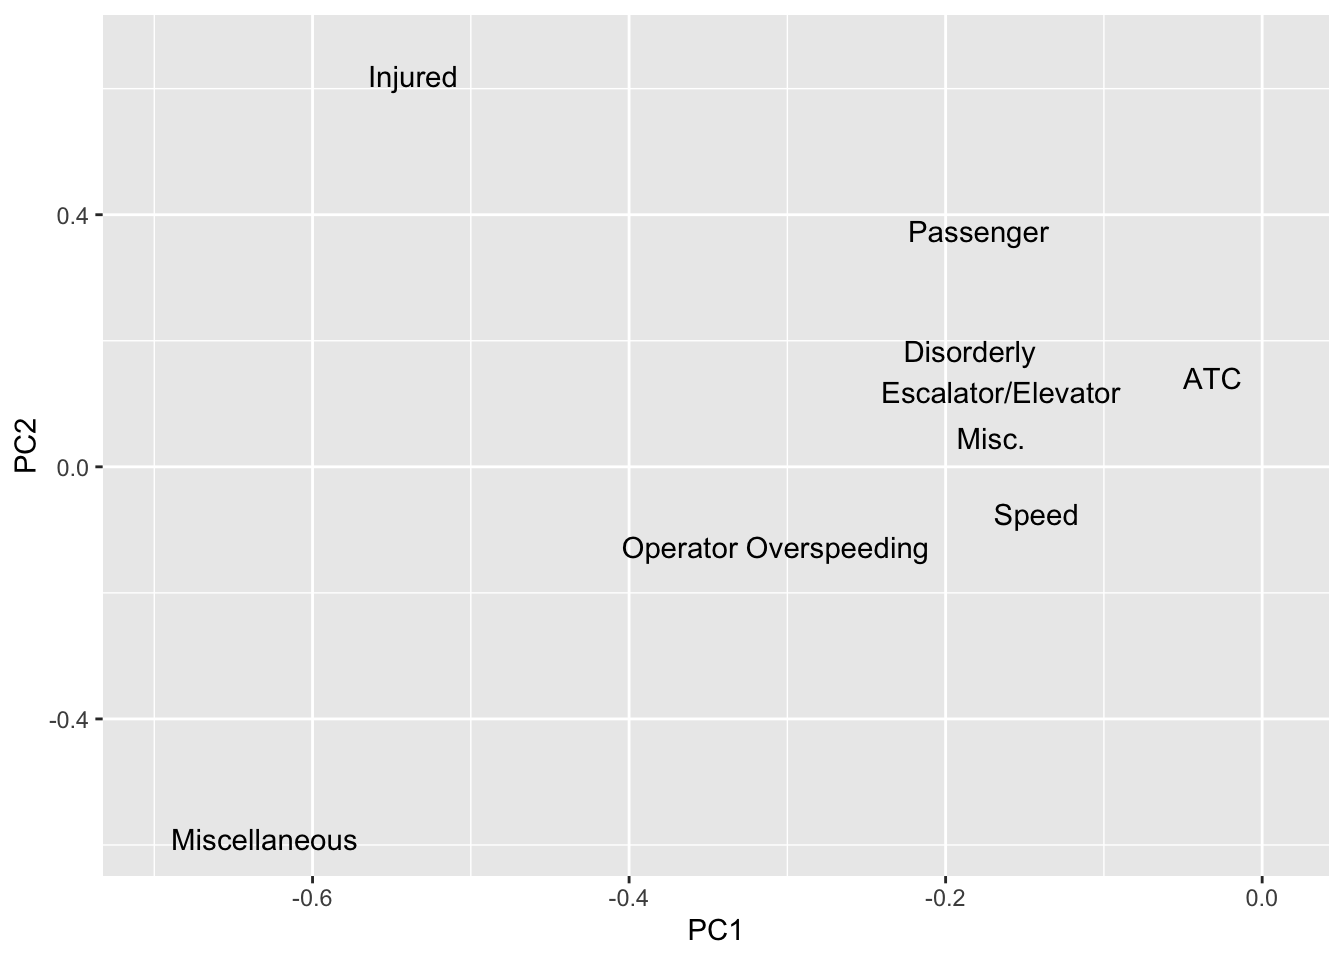 Injured
0.4
Passenger
Disorderly
ATC
Escalator/Elevator
Misc.
PC2
0.0
Speed
Operator Overspeeding
-0.4
Miscellaneous
-0.6
-0.4
-0.2
0.0
PC1